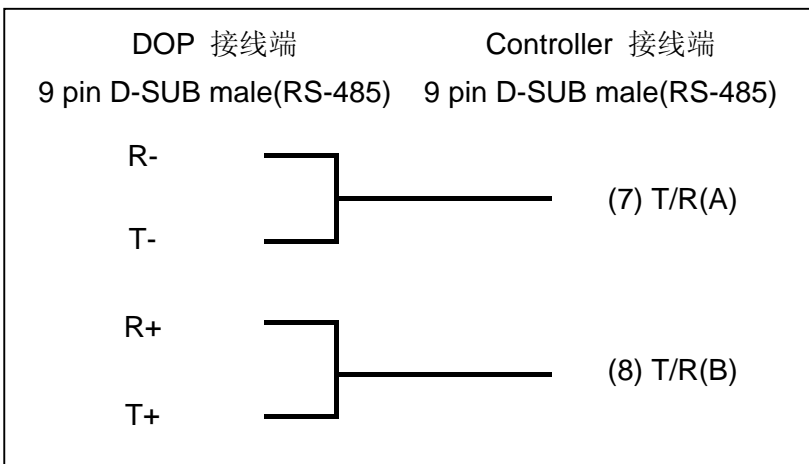 DOP 接线端 Controller 接线端
9 pin D-SUB male(RS-485) 9 pin D-SUB male(RS-485)
R-
(7) T/R(A)
T-
R+
(8) T/R(B)
T+